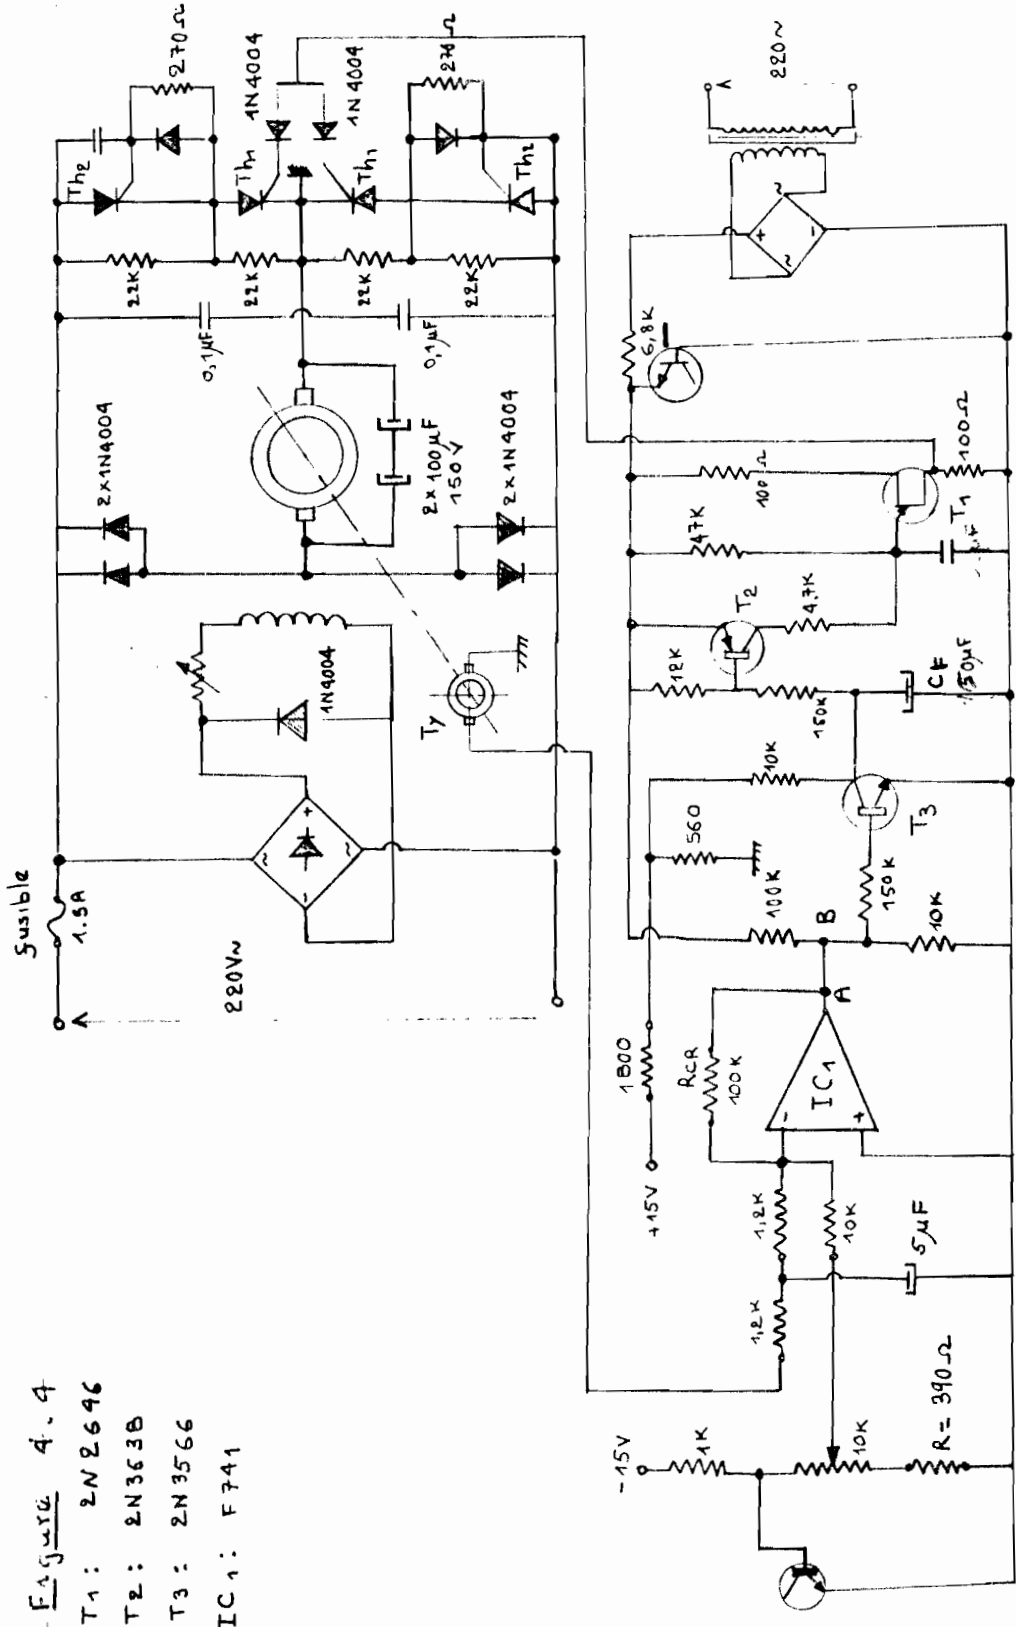 Figura 4.4
T1 : 2N2646
T2 : 2N3638
T3 : 2N3566
IC1 : F741
fusible
1.5A
220V~
2x1N4004
1N4004
Ty
2x100µF
150V
2x1N4004
0,1µF
0,1µF
22K
22K
22K
22K
Th2
Th1
Th1
Th2
270Ω
1N4004
1N4004
270Ω
220~
6,8K
100Ω
100Ω
T1
47K
4.7K
T2
12K
150K
CF
10K
T3
560
100K
B
150K
10K
A
1800
+15V
RCR
100K
IC1
1,2K
10K
1,2K
5µF
-15V
1K
10K
R=390Ω